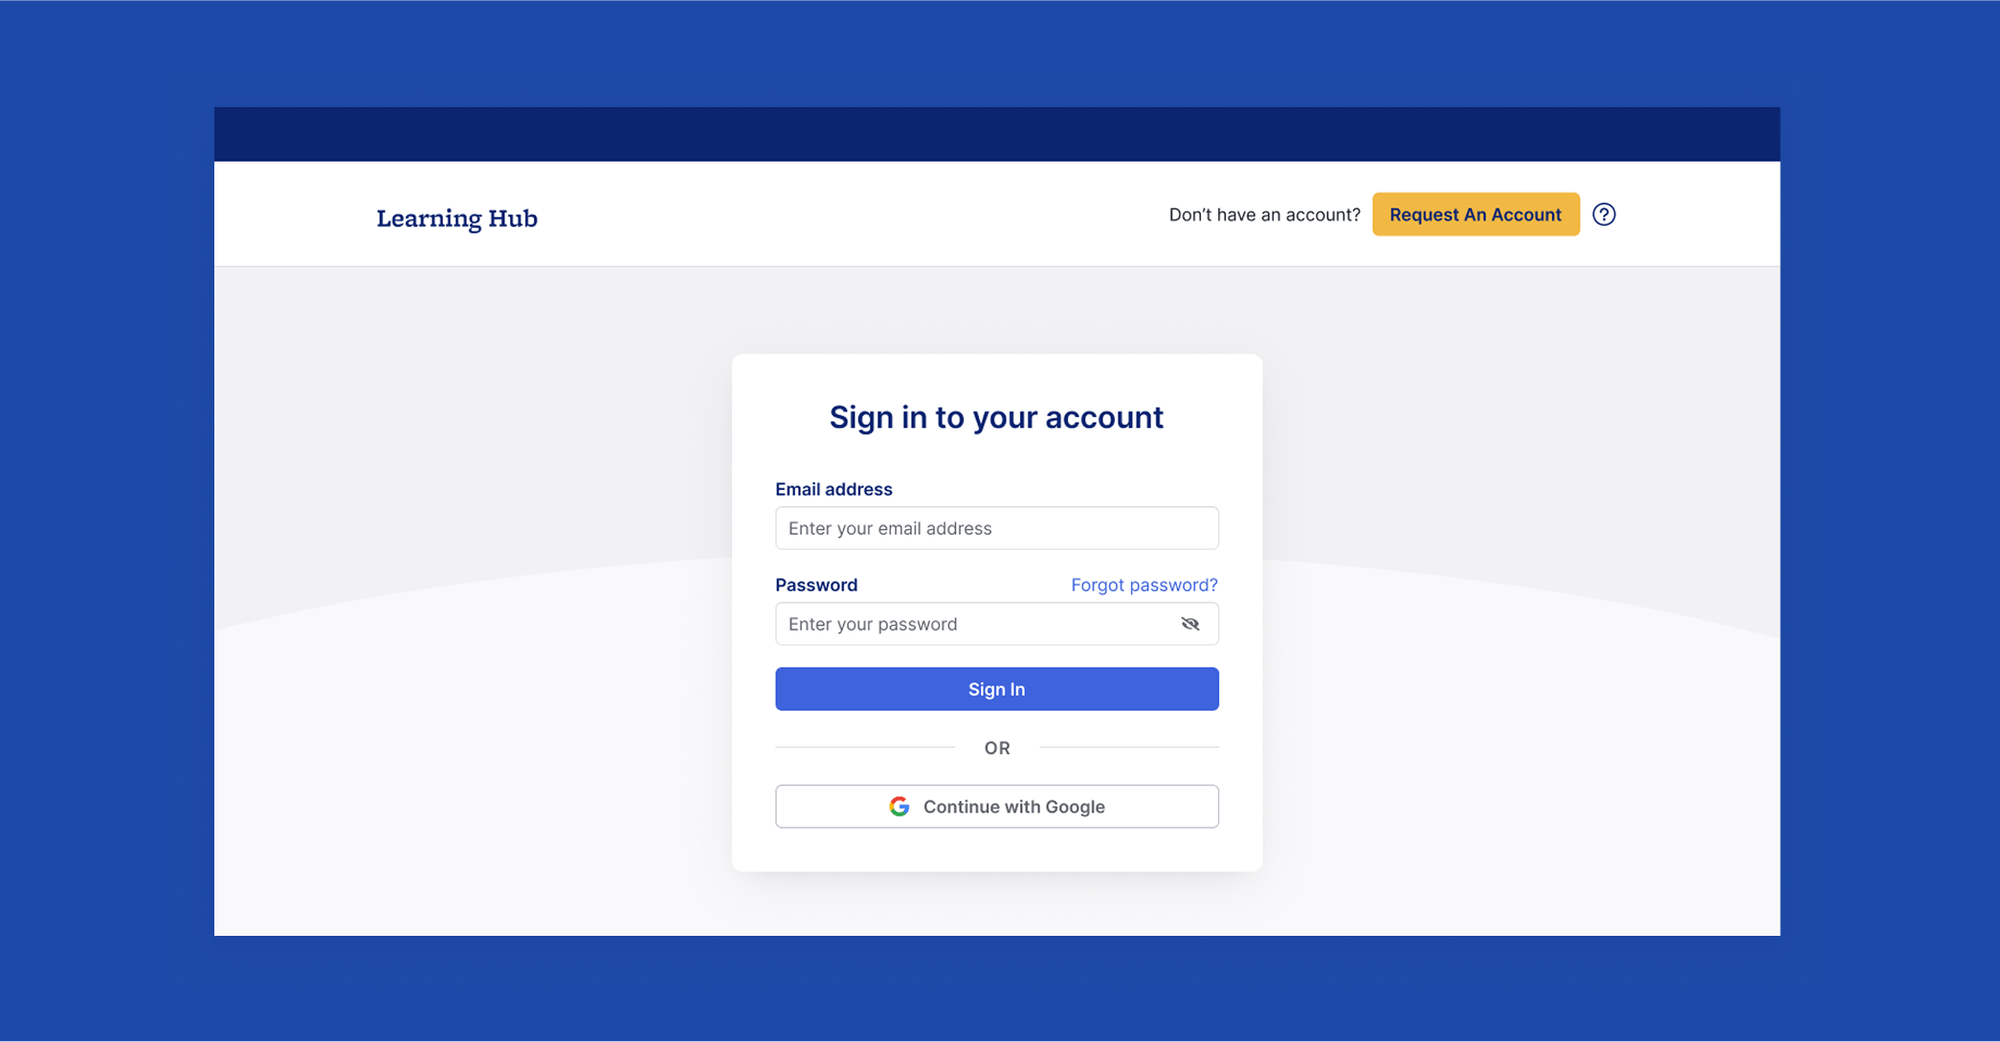 Learning Hub
Don’t have an account?
Request An Account
?
Sign in to your account
Email address
Enter your email address
Password
Forgot password?
Enter your password
Sign In
OR
Continue with Google